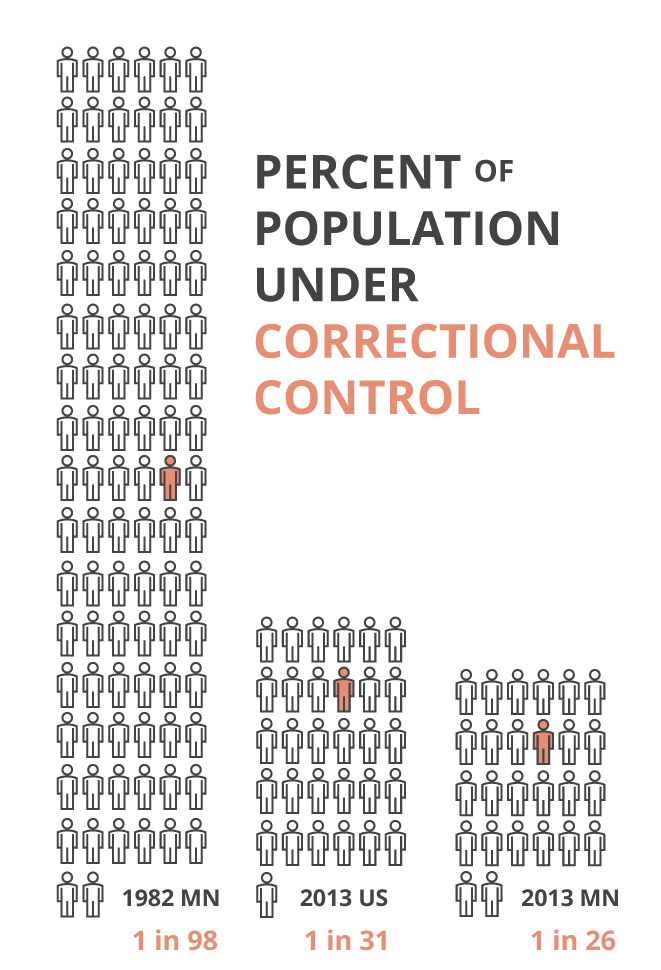 PERCENT OF
POPULATION
UNDER
CORRECTIONAL
CONTROL
1982 MN
1 in 98
2013 US
1 in 31
2013 MN
1 in 26